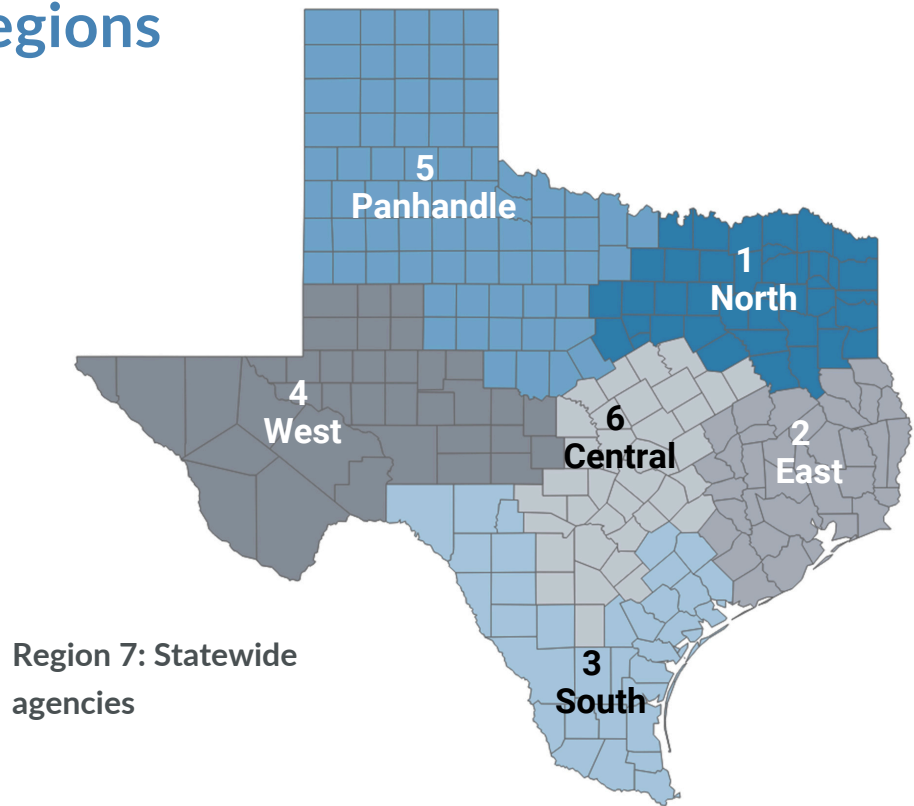 egions
5
Panhandle
1
North
4
West
6
Central
2
East
Region 7: Statewide
agencies
3
South